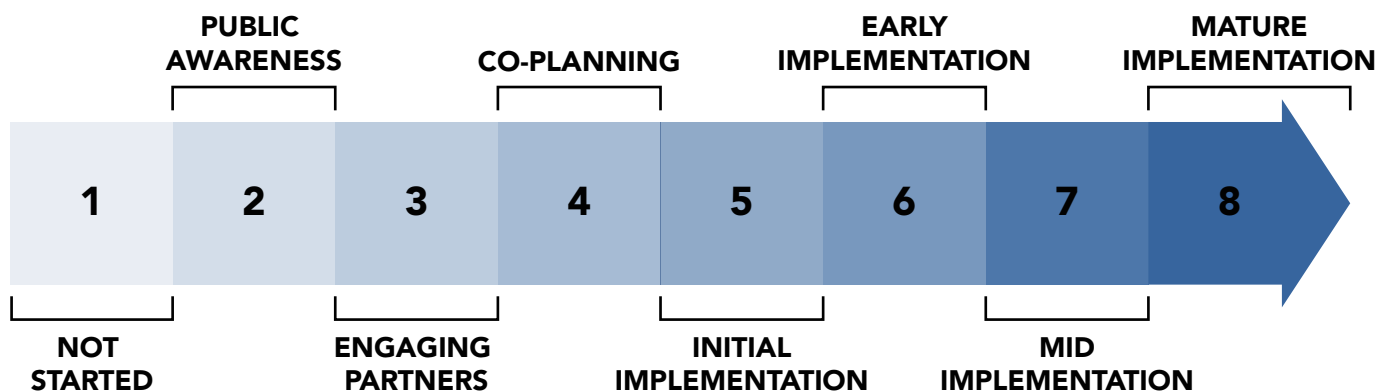 PUBLIC
AWARENESS
CO-PLANNING
EARLY
IMPLEMENTATION
MATURE
IMPLEMENTATION
1
2
3
4
5
6
7
8
NOT
STARTED
ENGAGING
PARTNERS
INITIAL
IMPLEMENTATION
MID
IMPLEMENTATION